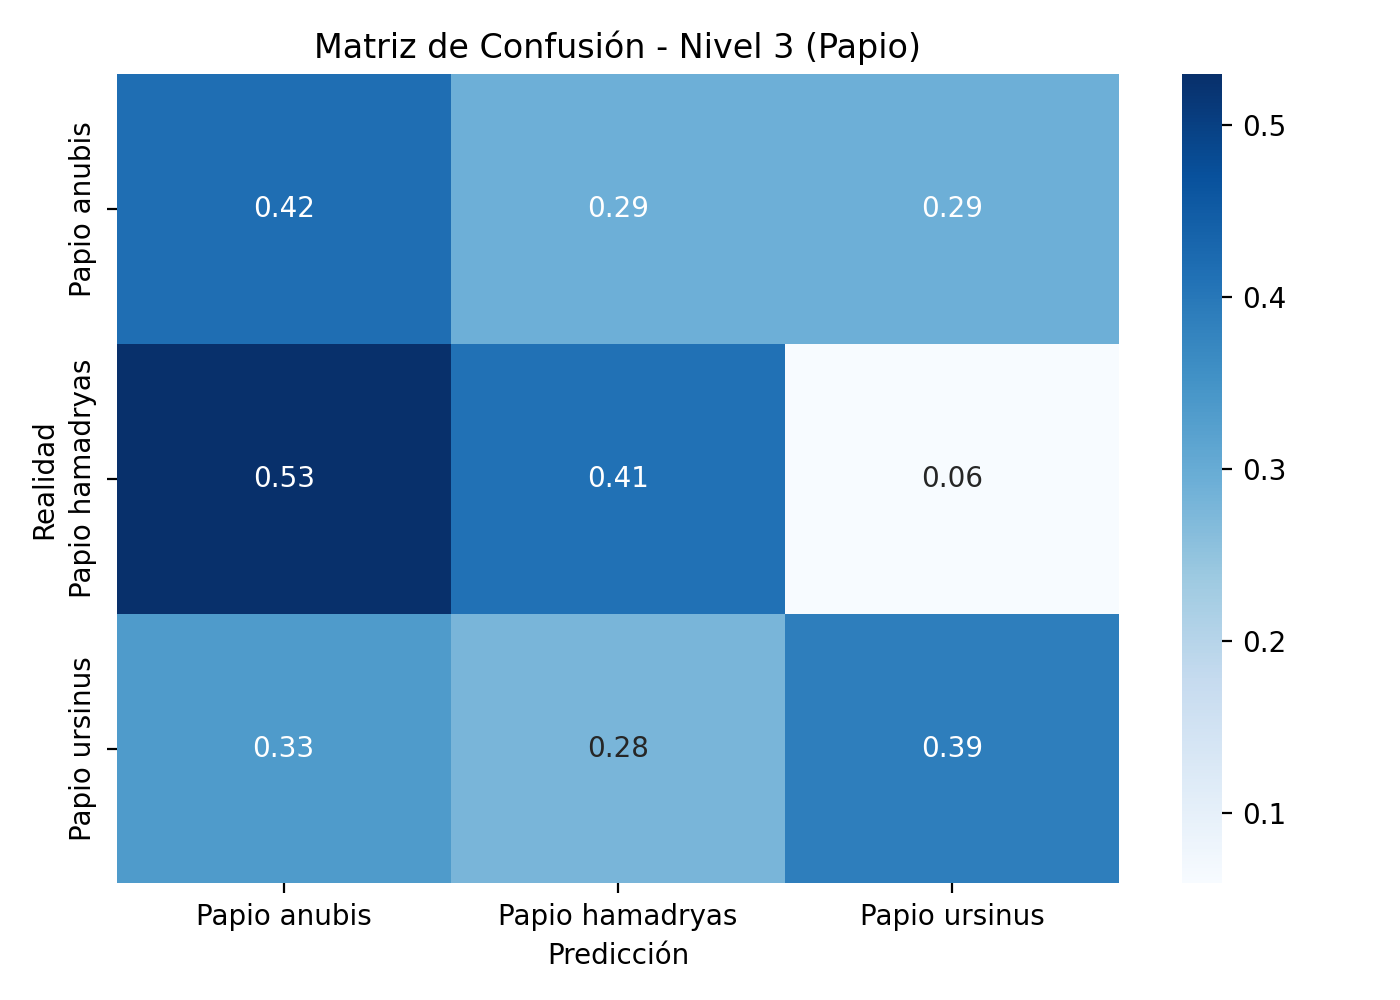 Matriz de Confusión - Nivel 3 (Papio)
Realidad
Papio anubis
0.42 0.29 0.29
Papio hamadryas
0.53 0.41 0.06
Papio ursinus
0.33 0.28 0.39
Papio anubis Papio hamadryas Papio ursinus
Predicción
0.5
0.4
0.3
0.2
0.1